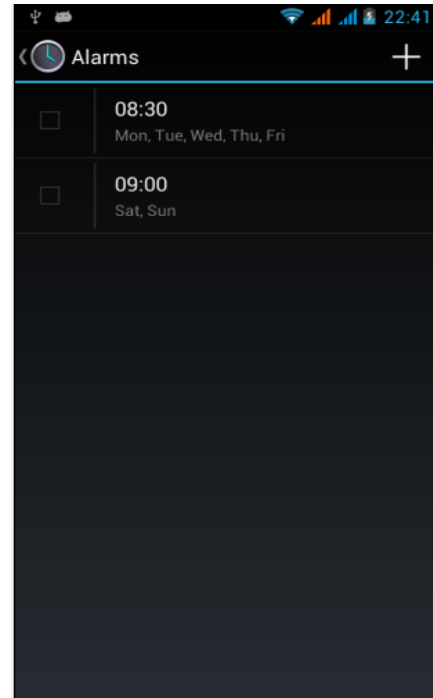 22:41
Alarms
08:30
Mon, Tue, Wed, Thu, Fri
09:00
Sat, Sun